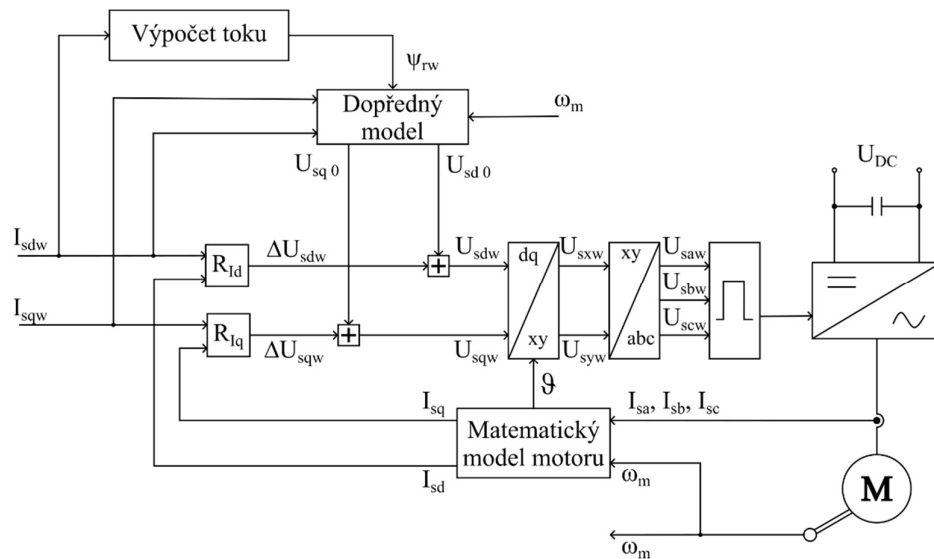 Výpočet toku
ψrw
Dopředný
model
ωm
Usq 0
Usd 0
UDC
Isdw
RId
ΔUsdw
Usdw
dq
xy
Usxw
Usyw
xy
abc
Usaw
Usbw
Uscw
Isqw
RIq
ΔUsqw
Usqw
ϑ
Isq
Isd
Matematický
model motoru
Isa, Isb, Isc
ωm
M
ωm